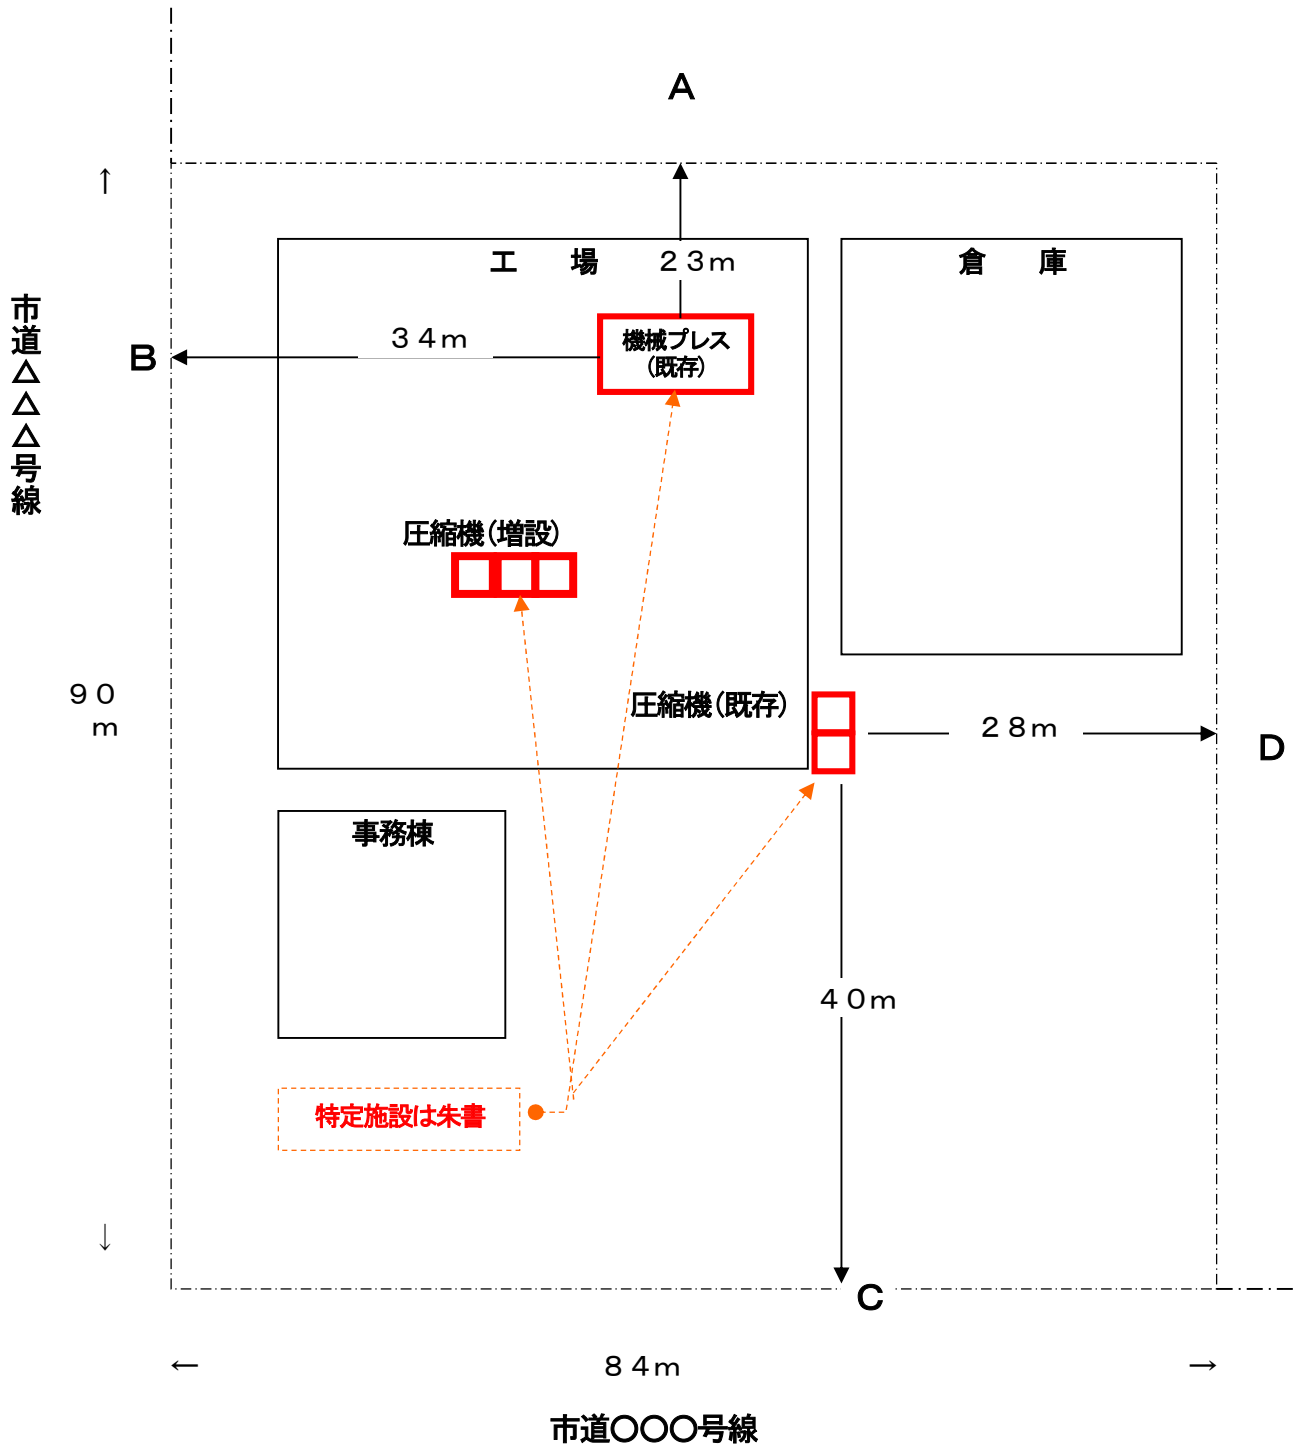 A
工　　場
２３ｍ
倉　　庫
機械プレス
（既存）
３４ｍ
B
市道△△△号線
圧縮機（増設）
圧縮機（既存）
９０
ｍ
２８ｍ
D
事務棟
４０ｍ
特定施設は朱書
C
８４ｍ
市道〇〇〇号線